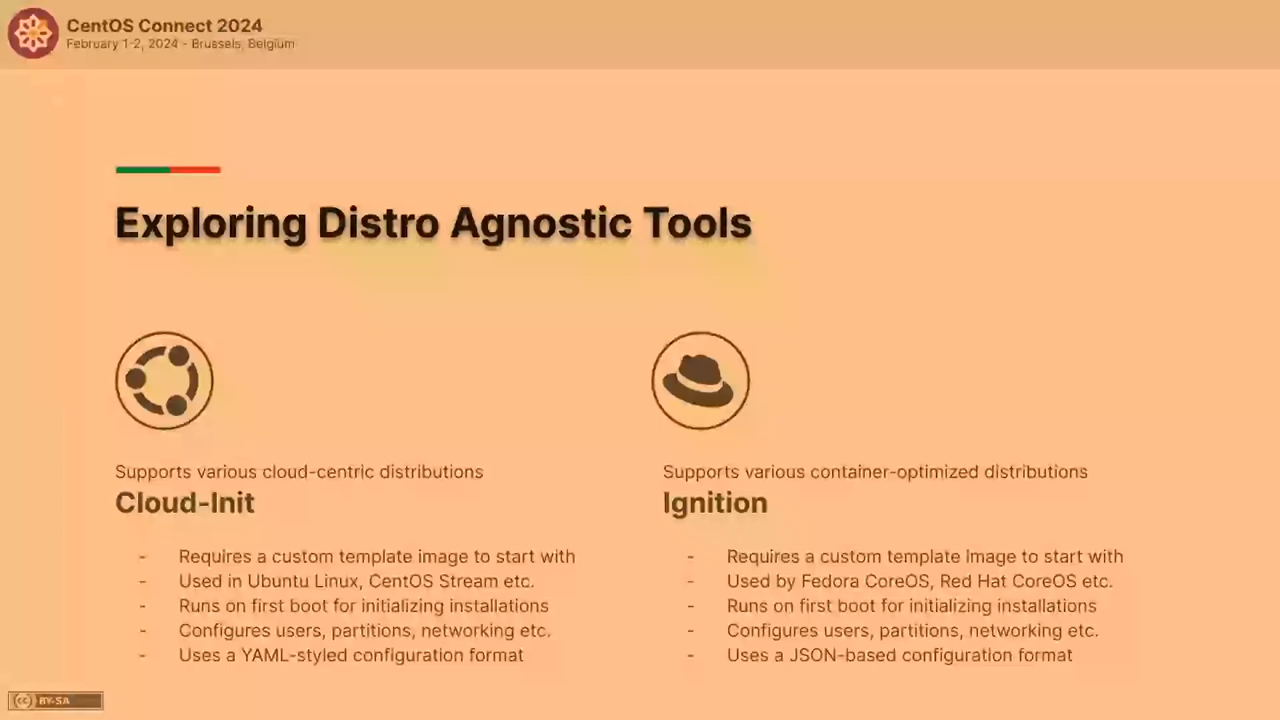 CentOS Connect 2024
February 1-2, 2024 - Brussels, Belgium
Exploring Distro Agnostic Tools
Supports various cloud-centric distributions
Cloud-Init
- Requires a custom template image to start with
- Used in Ubuntu Linux, CentOS Stream etc.
- Runs on first boot for initializing installations
- Configures users, partitions, networking etc.
- Uses a YAML-styled configuration format
Supports various container-optimized distributions
Ignition
- Requires a custom template image to start with
- Used by Fedora CoreOS, Red Hat CoreOS etc.
- Runs on first boot for initializing installations
- Configures users, partitions, networking etc.
- Uses a JSON-based configuration format
cc BY-SA